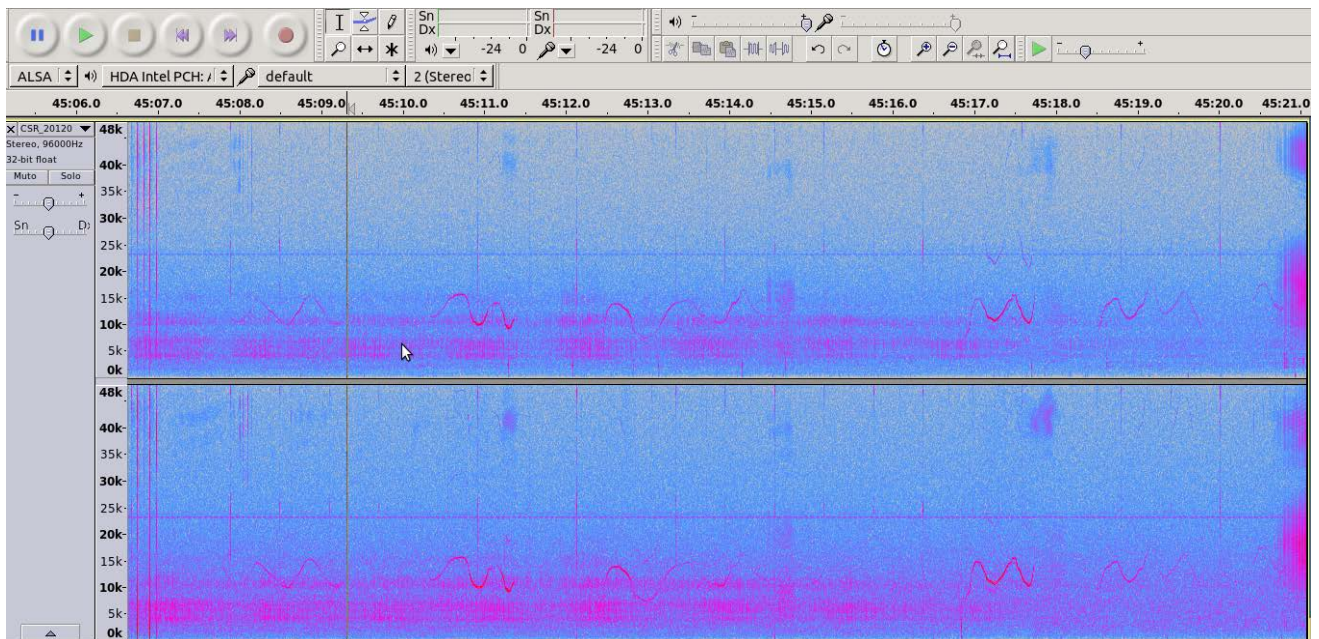 Sn Sn
Dx Dx
-24 0 -24 0
- - +
ALSA HDA Intel PCH: default 2 (Stereo
45:06.0 45:07.0 45:08.0 45:09.0 45:10.0 45:11.0 45:12.0 45:13.0 45:14.0 45:15.0 45:16.0 45:17.0 45:18.0 45:19.0 45:20.0 45:21.0
X CSR_20120
Stereo, 96000Hz
32-bit float
Muto Solo
- +
Sn Dx
48k
40k
35k
30k
25k
20k
15k
10k
5k
0k
48k
40k
35k
30k
25k
20k
15k
10k
5k
0k